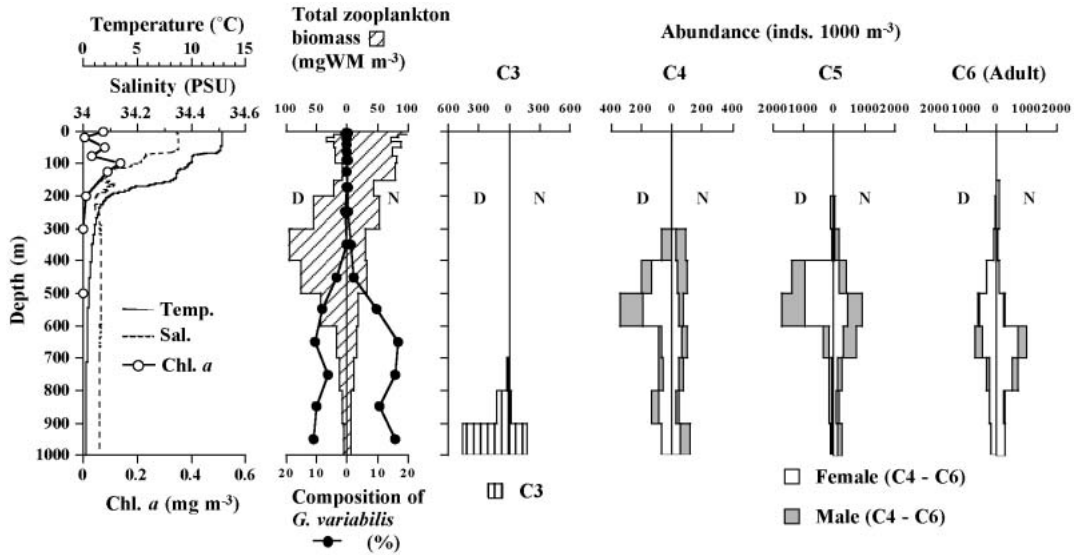 Temperature (°C)
0 5 10 15
Salinity (PSU)
34 34.2 34.4 34.6
Total zooplankton
biomass
(mgWM m-3)
100 50 0 50 100
Abundance (inds. 1000 m-3)
C3
600 300 0 300 600
C4
400 200 0 200 400
C5
2000 1000 0 1000 2000
C6 (Adult)
2000 1000 0 1000 2000
Depth (m)
0
100
200
300
400
500
600
700
800
900
1000
D N
D N
D N
D N
D N
Temp.
Sal.
Chl. a
0 0.2 0.4 0.6
Chl. a (mg m-3)
20 10 0 10 20
Composition of
G. variabilis
(%)
C3
Female (C4 - C6)
Male (C4 - C6)